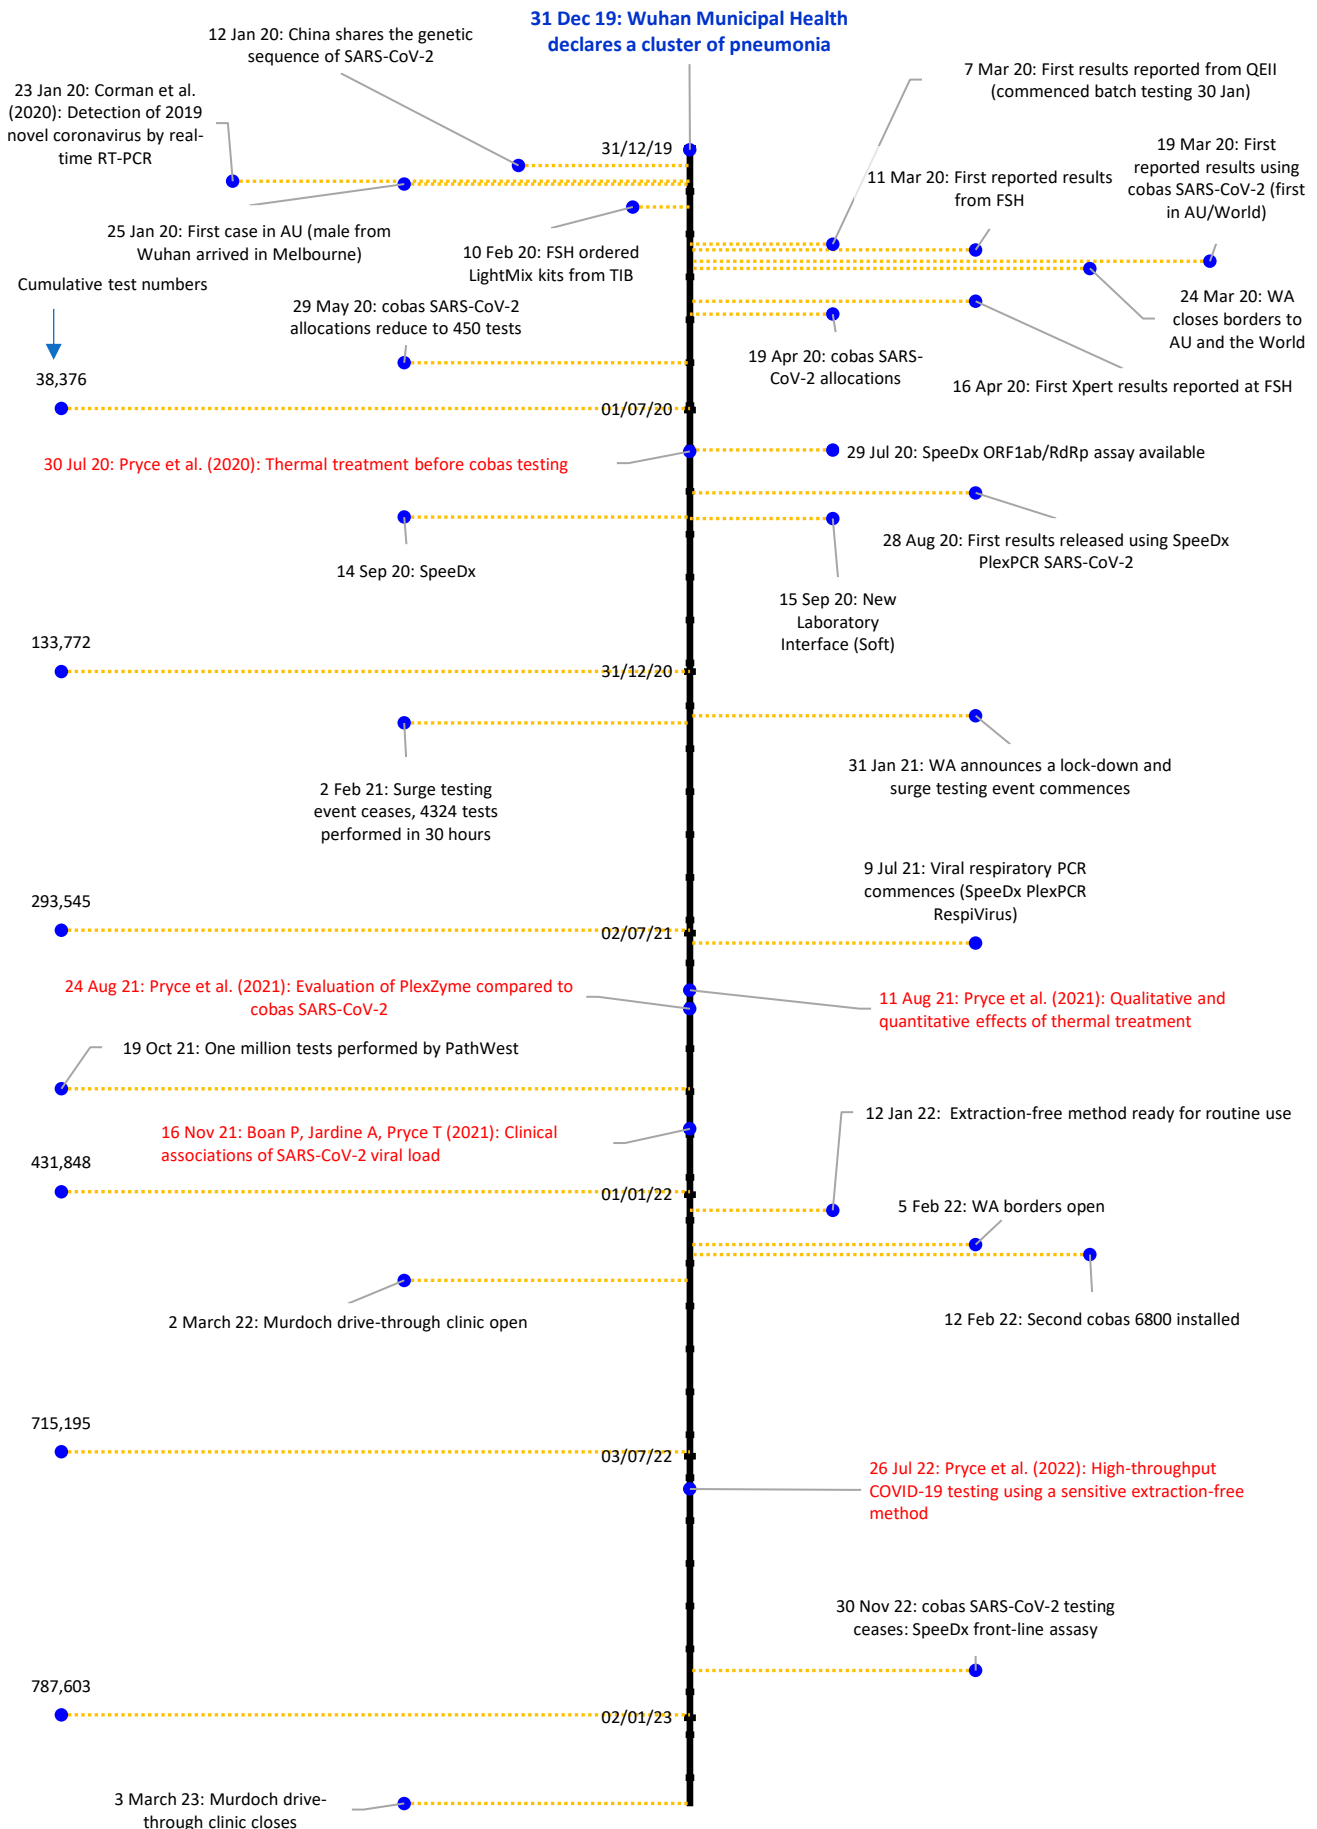 31 Dec 19: Wuhan Municipal Health
declares a cluster of pneumonia
12 Jan 20: China shares the genetic
sequence of SARS-CoV-2
7 Mar 20: First results reported from QEII
(commenced batch testing 30 Jan)
23 Jan 20: Corman et al.
(2020): Detection of 2019
novel coronavirus by real-
time RT-PCR
31/12/19
19 Mar 20: First
reported results using
cobas SARS-CoV-2 (first
in AU/World)
11 Mar 20: First reported results
from FSH
25 Jan 20: First case in AU (male from
Wuhan arrived in Melbourne)
10 Feb 20: FSH ordered
LightMix kits from TIB
Cumulative test numbers
29 May 20: cobas SARS-CoV-2
allocations reduce to 450 tests
24 Mar 20: WA
closes borders to
AU and the World
19 Apr 20: cobas SARS-
CoV-2 allocations
16 Apr 20: First Xpert results reported at FSH
38,376
01/07/20
30 Jul 20: Pryce et al. (2020): Thermal treatment before cobas testing
29 Jul 20: SpeeDx ORF1ab/RdRp assay available
28 Aug 20: First results released using SpeeDx
PlexPCR SARS-CoV-2
14 Sep 20: SpeeDx
15 Sep 20: New
Laboratory
Interface (Soft)
133,772
31/12/20
31 Jan 21: WA announces a lock-down and
surge testing event commences
2 Feb 21: Surge testing
event ceases, 4324 tests
performed in 30 hours
9 Jul 21: Viral respiratory PCR
commences (SpeeDx PlexPCR
RespiVirus)
293,545
02/07/21
24 Aug 21: Pryce et al. (2021): Evaluation of PlexZyme compared to
cobas SARS-CoV-2
11 Aug 21: Pryce et al. (2021): Qualitative and
quantitative effects of thermal treatment
19 Oct 21: One million tests performed by PathWest
12 Jan 22:  Extraction-free method ready for routine use
16 Nov 21: Boan P, Jardine A, Pryce T (2021): Clinical
associations of SARS-CoV-2 viral load
431,848
01/01/22
5 Feb 22: WA borders open
2 March 22: Murdoch drive-through clinic open
12 Feb 22: Second cobas 6800 installed
715,195
03/07/22
26 Jul 22: Pryce et al. (2022): High-throughput
COVID-19 testing using a sensitive extraction-free
method
30 Nov 22: cobas SARS-CoV-2 testing
ceases: SpeeDx front-line assasy
787,603
02/01/23
3 March 23: Murdoch drive-
through clinic closes